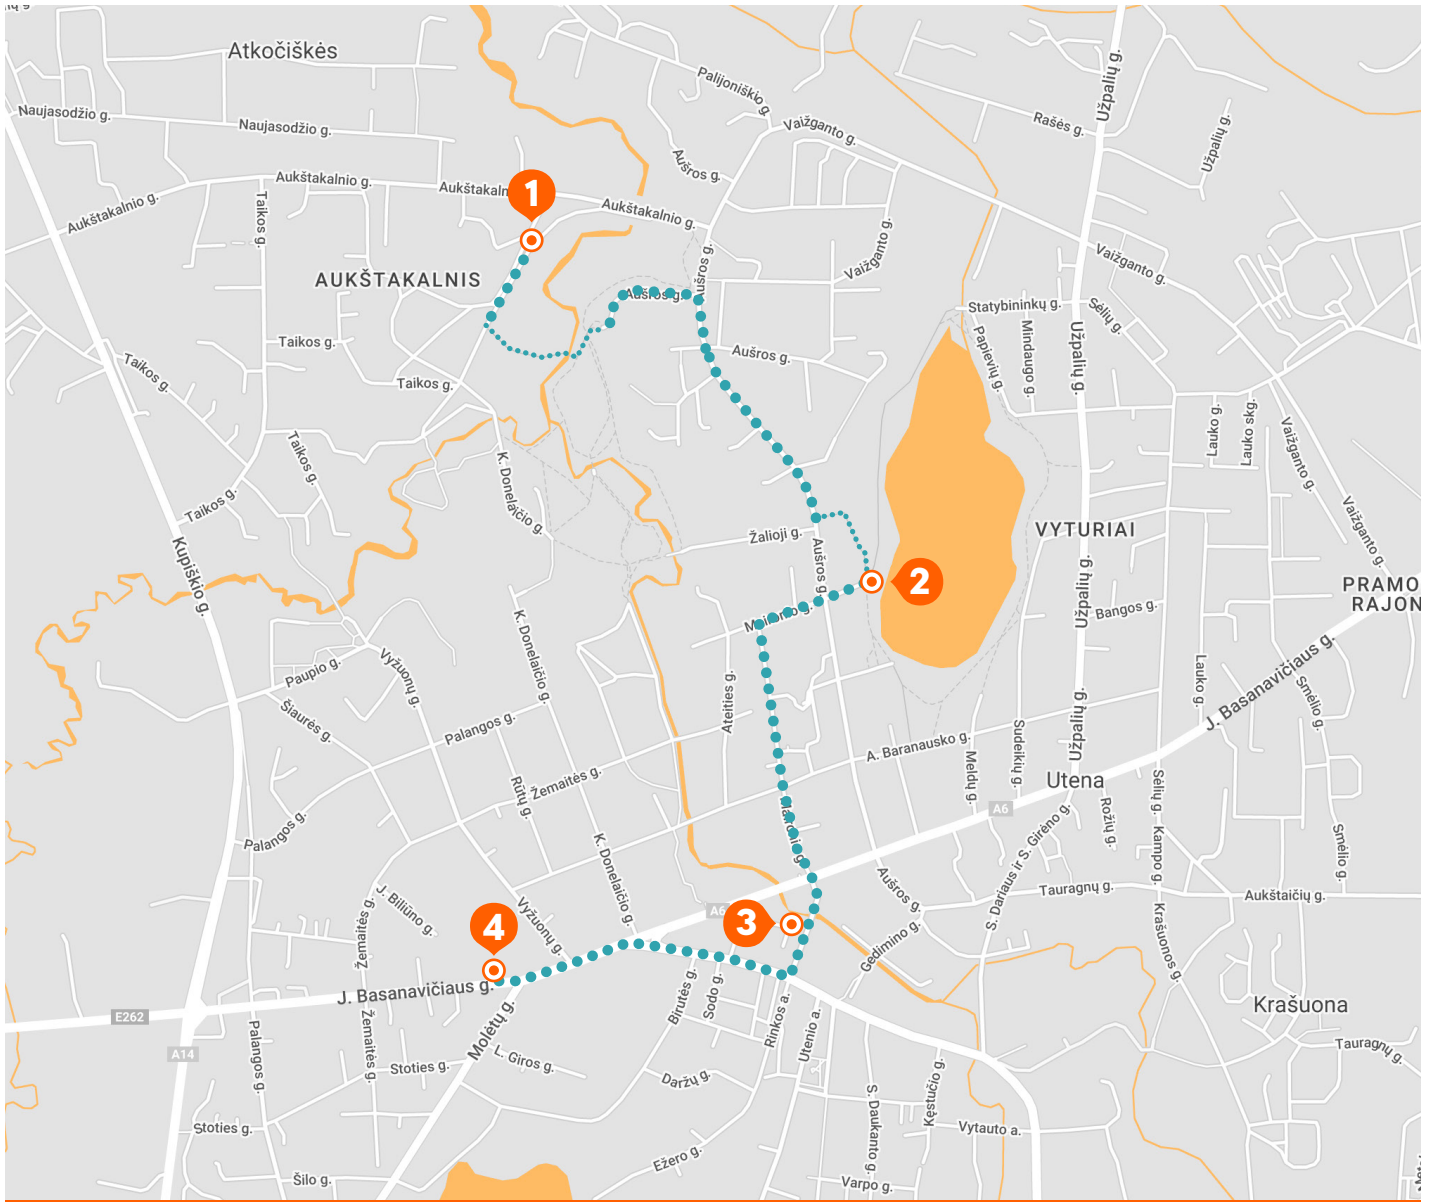 Atkočiškės
Palijoniškio g.
Užpalių g.
Naujasodžio g.
Naujasodžio g.
Vaižganto g.
Rašės g.
Užpalių g.
Aušros g.
Aukštakalnio g.
1
Aukštakalnio g.
Taikos g.
Aukštakalnio g.
Vaižganto g.
Aušros g.
Vaižganto g.
AUKŠTAKALNIS
Aušros g.
Statybininkų g.
Sėlių g.
Papievių g.
Mindaugo g.
Užpalių g.
Taikos g.
Taikos g.
Aušros g.
Taikos g.
Lauko g.
Lauko skg.
Vaižganto g.
Taikos g.
K. Donelaičio g.
Taikos g.
Vaižganto g.
VYTURIAI
Žalioji g.
Aušros g.
Kupiškio g.
2
Užpalių g.
PRAMO
RAJON
Bangos g.
K. Donelaičio g.
Paupio g.
Vyžuonų g.
Ateities g.
Lauko g.
J. Basanavičiaus g.
Smėlio g.
Šiaurės g.
Palangos g.
A. Baranausko g.
Sudeikių g.
Užpalių g.
Meldų g.
Utena
Rūtų g.
Žemaitės g.
Sėlių g.
A6
Rožių g.
Palangos g.
K. Donelaičio g.
S. Dariaus ir S. Girėno g.
Kampo g.
Smėlio g.
J. Biliūno g.
Aušros g.
Tauragnų g.
Aukštaičių g.
Žemaitės g.
Vyžuonų g.
A6
3
4
Gedimino g.
Krašuonos g.
J. Basanavičiaus g.
Birutės g.
Sodo g.
Rinkos a.
Utenio a.
Krašuona
E262
A14
Molėtų g.
Palangos g.
Žemaitės g.
Stoties g.
L. Giros g.
Daržų g.
Tauragnų g.
S. Daukanto g.
Kęstučio g.
Stoties g.
Vytauto a.
Ežero g.
Šilo g.
Varpo g.